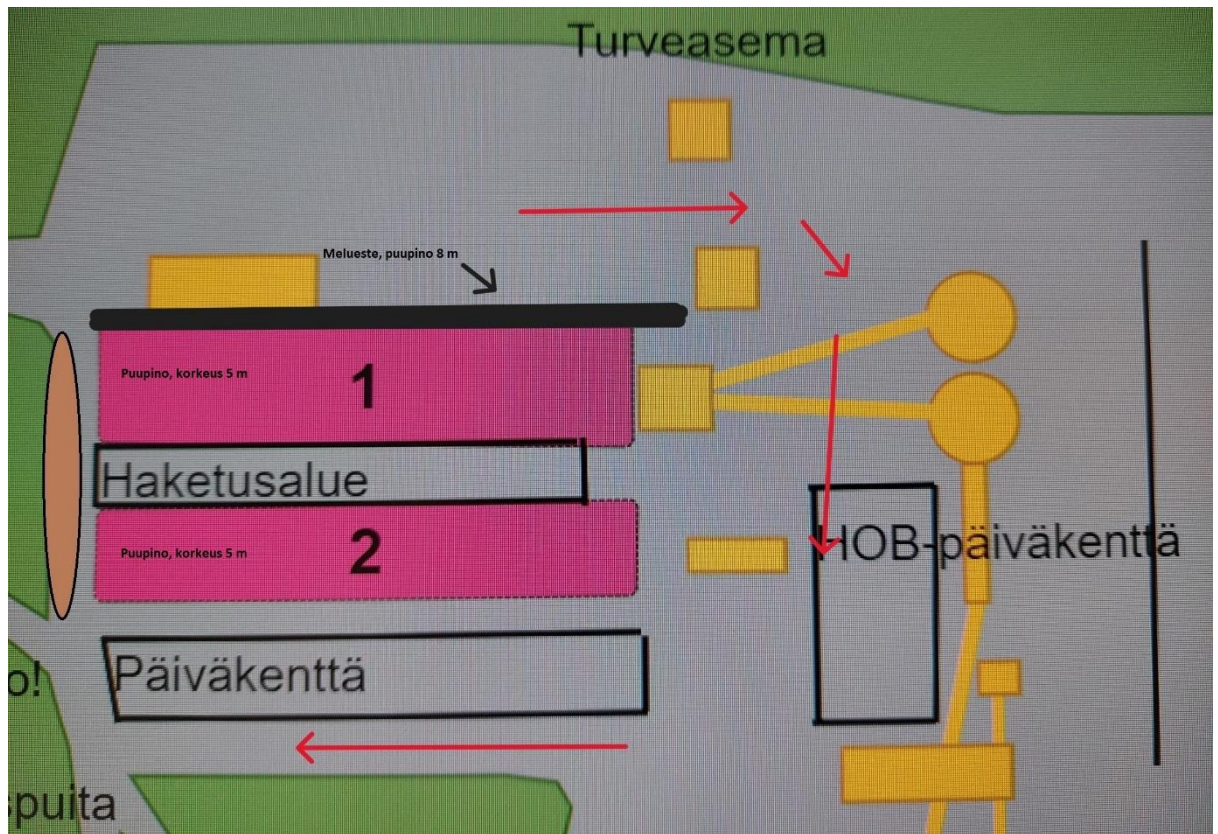 Turveasema
Melueste, puupino 8 m
Puupino, korkeus 5 m
1
Haketusalue
Puupino, korkeus 5 m
2
HOB-päiväkenttä
Päiväkenttä
o!
spuita